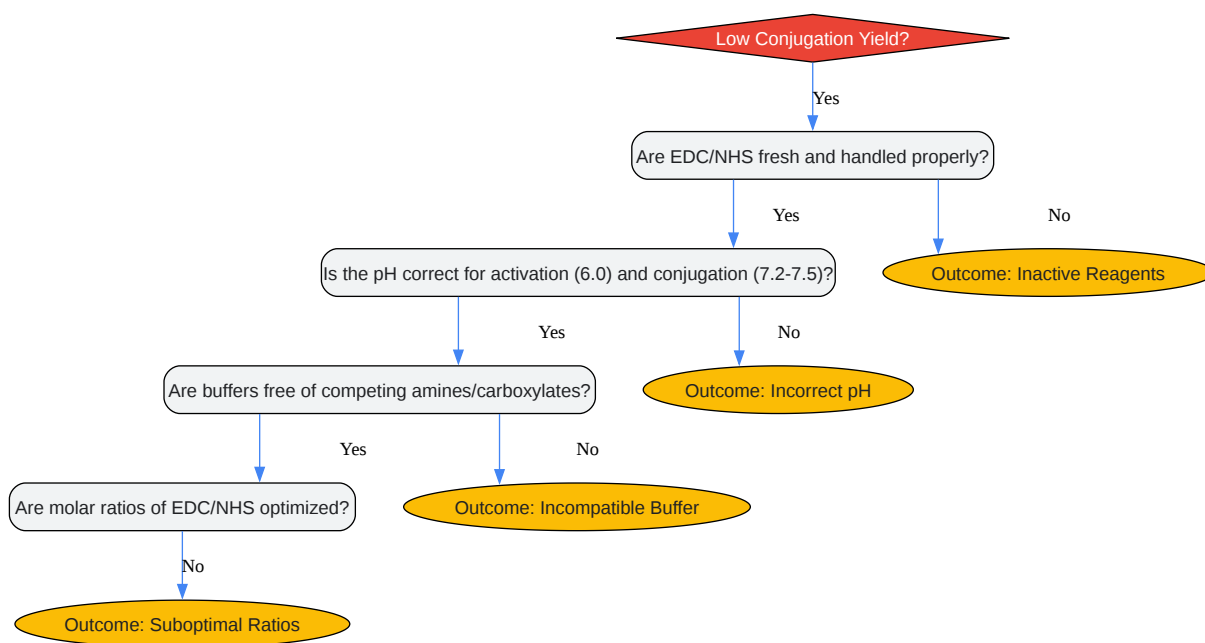 Low Conjugation Yield?
Yes
Are EDC/NHS fresh and handled properly?
Yes
No
Is the pH correct for activation (6.0) and conjugation (7.2-7.5)?
Outcome: Inactive Reagents
Yes
No
Are buffers free of competing amines/carboxylates?
Outcome: Incorrect pH
Yes
No
Are molar ratios of EDC/NHS optimized?
Outcome: Incompatible Buffer
No
Outcome: Suboptimal Ratios